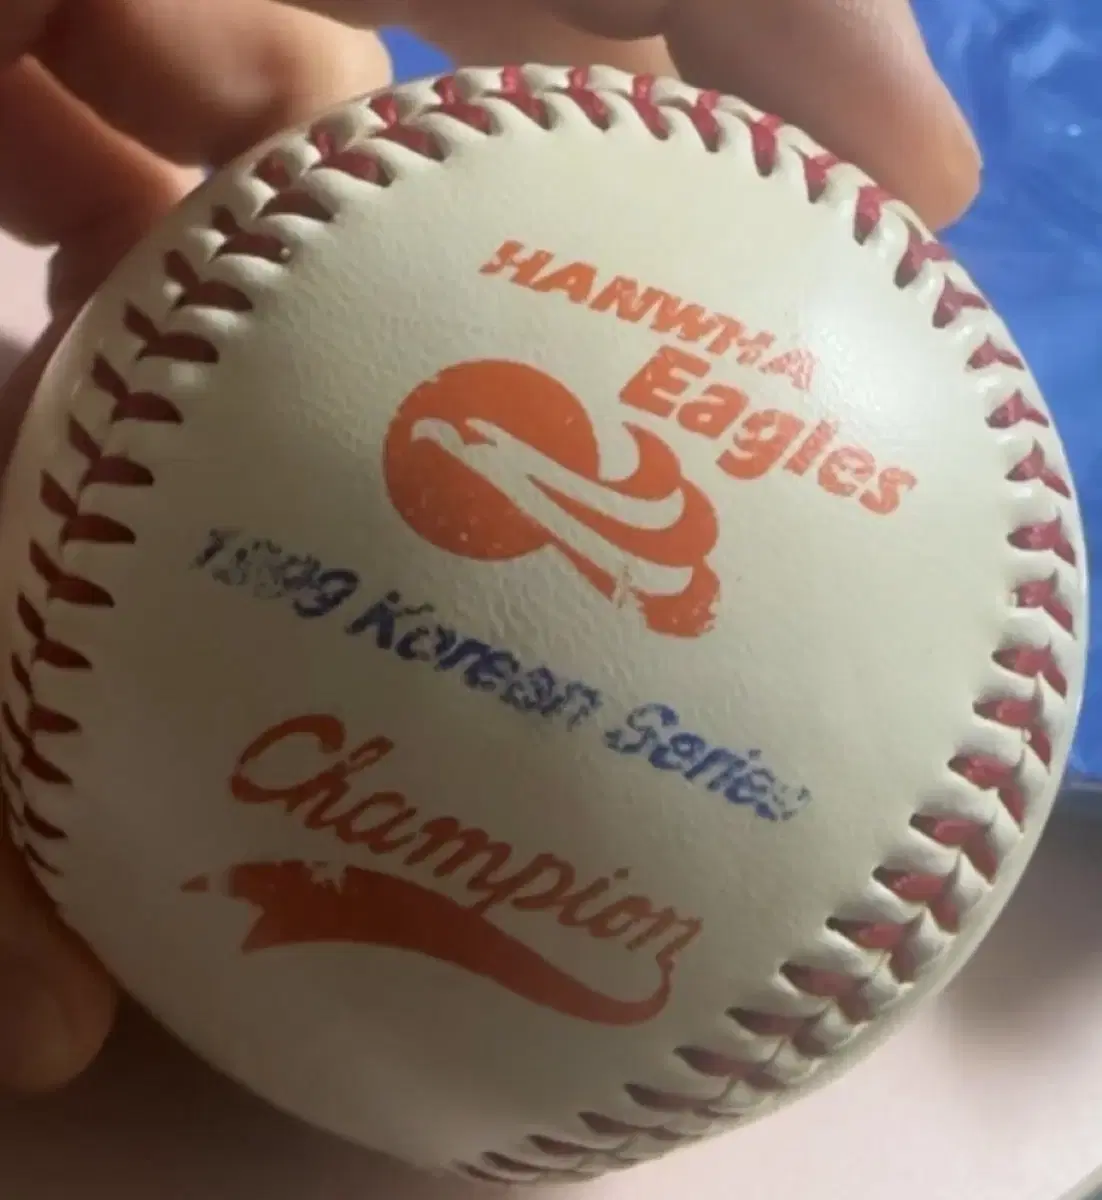 HANWHA
Eagles
1999 Korean Series
Champion